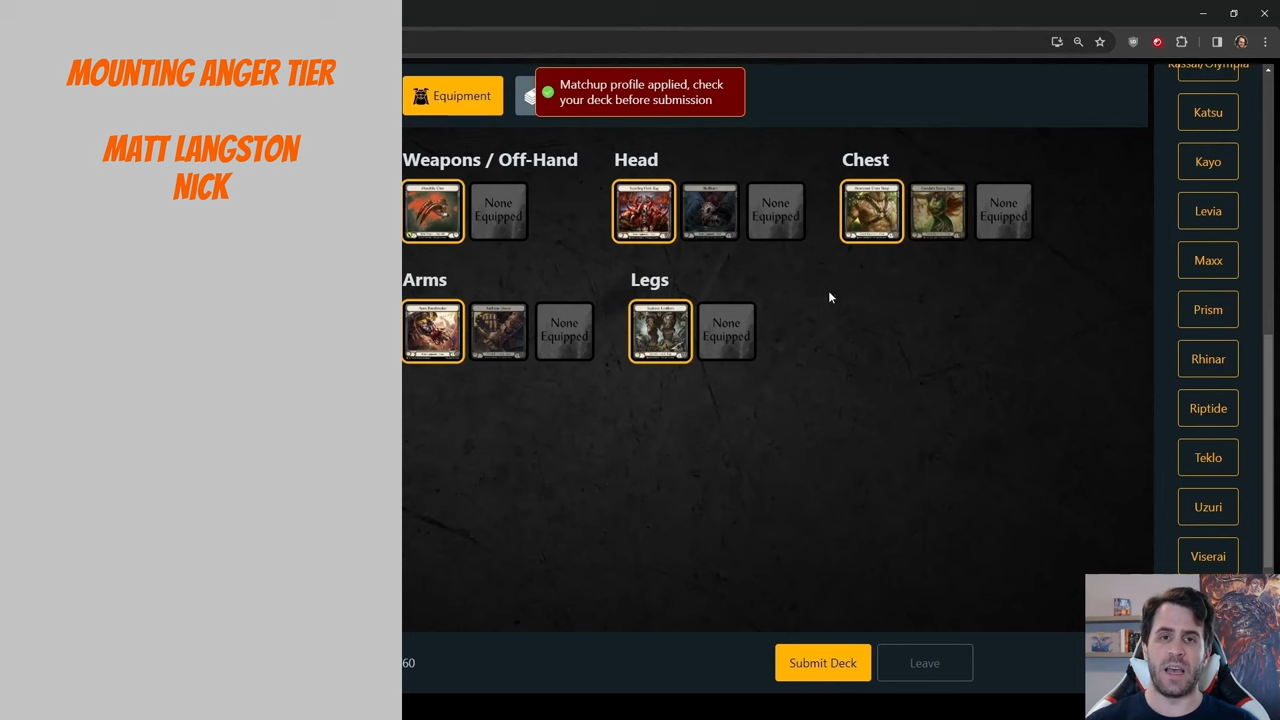 MOUNTING ANGER TIER
MATT LANGSTON
NICK
Equipment
Matchup profile applied, check
your deck before submission
Weapons / Off-Hand
Head
Chest
None
Equipped
None
Equipped
None
Equipped
Arms
Legs
None
Equipped
None
Equipped
60
Submit Deck
Leave
Kassai/Olympia
Katsu
Kayo
Levia
Maxx
Prism
Rhinar
Riptide
Teklo
Uzuri
Viserai